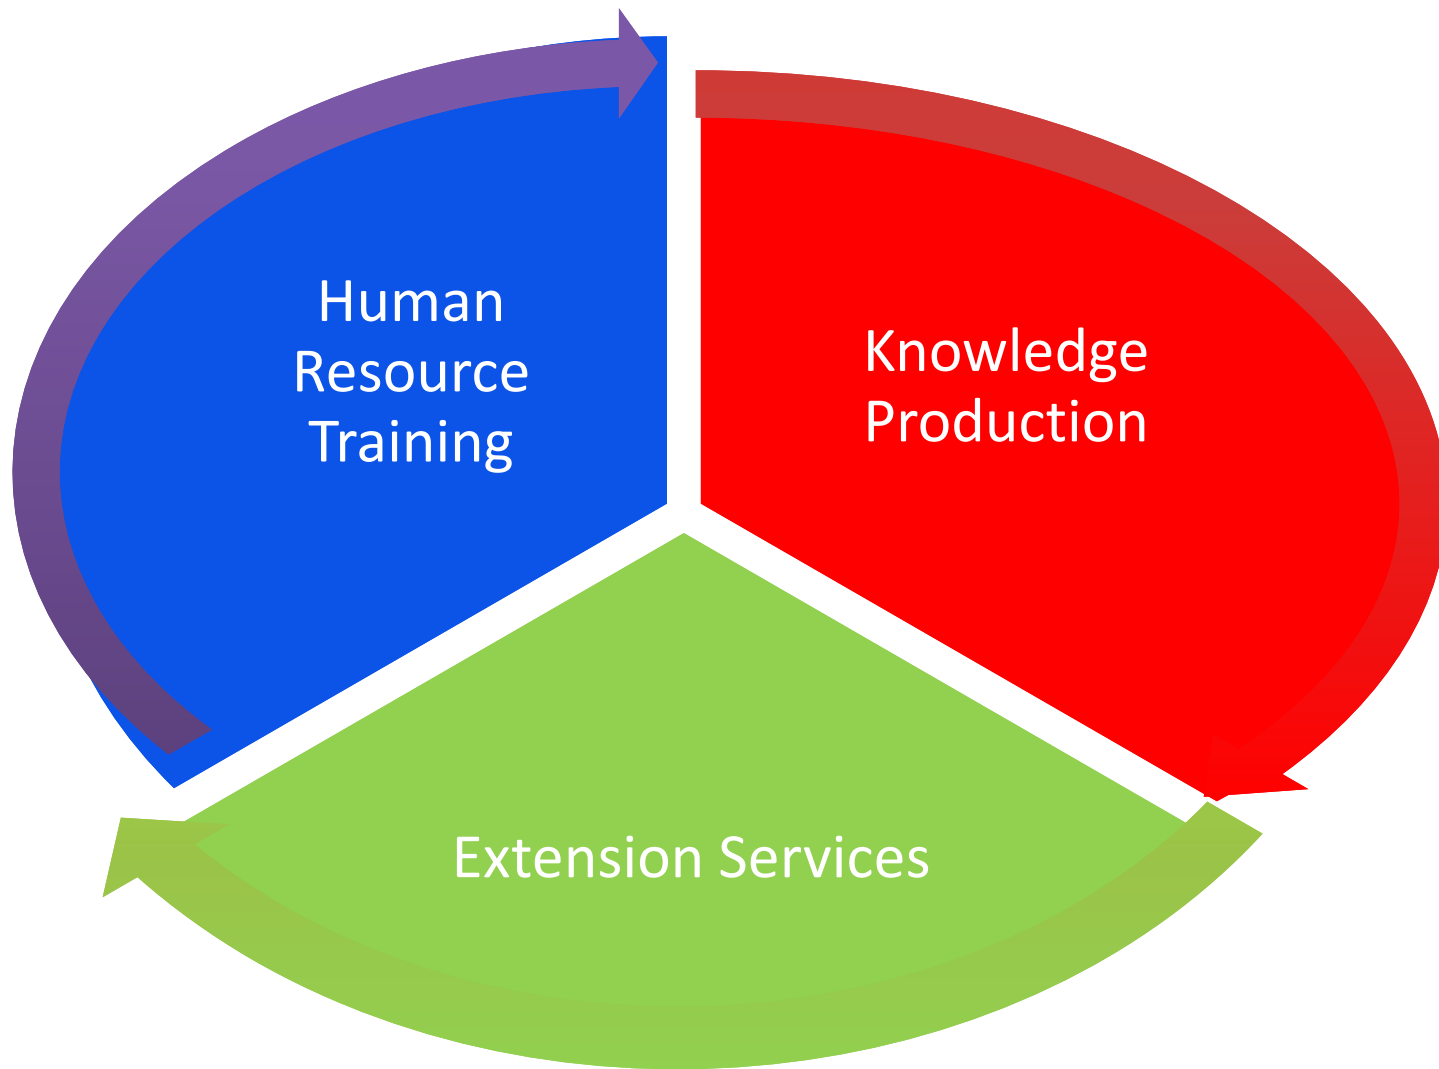 Human
Resource
Training
Knowledge
Production
Extension Services